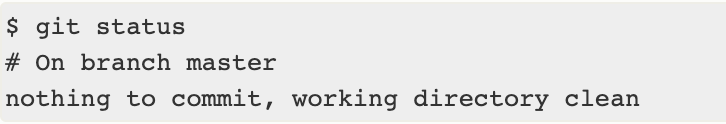 $ git status
# On branch master
nothing to commit, working directory clean